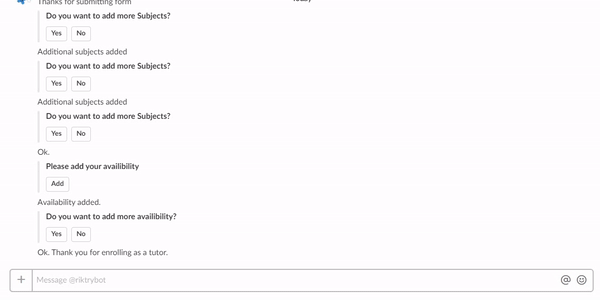 Thanks for submitting form
Do you want to add more Subjects?
Yes No
Additional subjects added
Do you want to add more Subjects?
Yes No
Additional subjects added
Do you want to add more Subjects?
Yes No
Ok.
Please add your availibility
Add
Availability added.
Do you want to add more availibility?
Yes No
Ok. Thank you for enrolling as a tutor.
+ Message @rlktrybot @